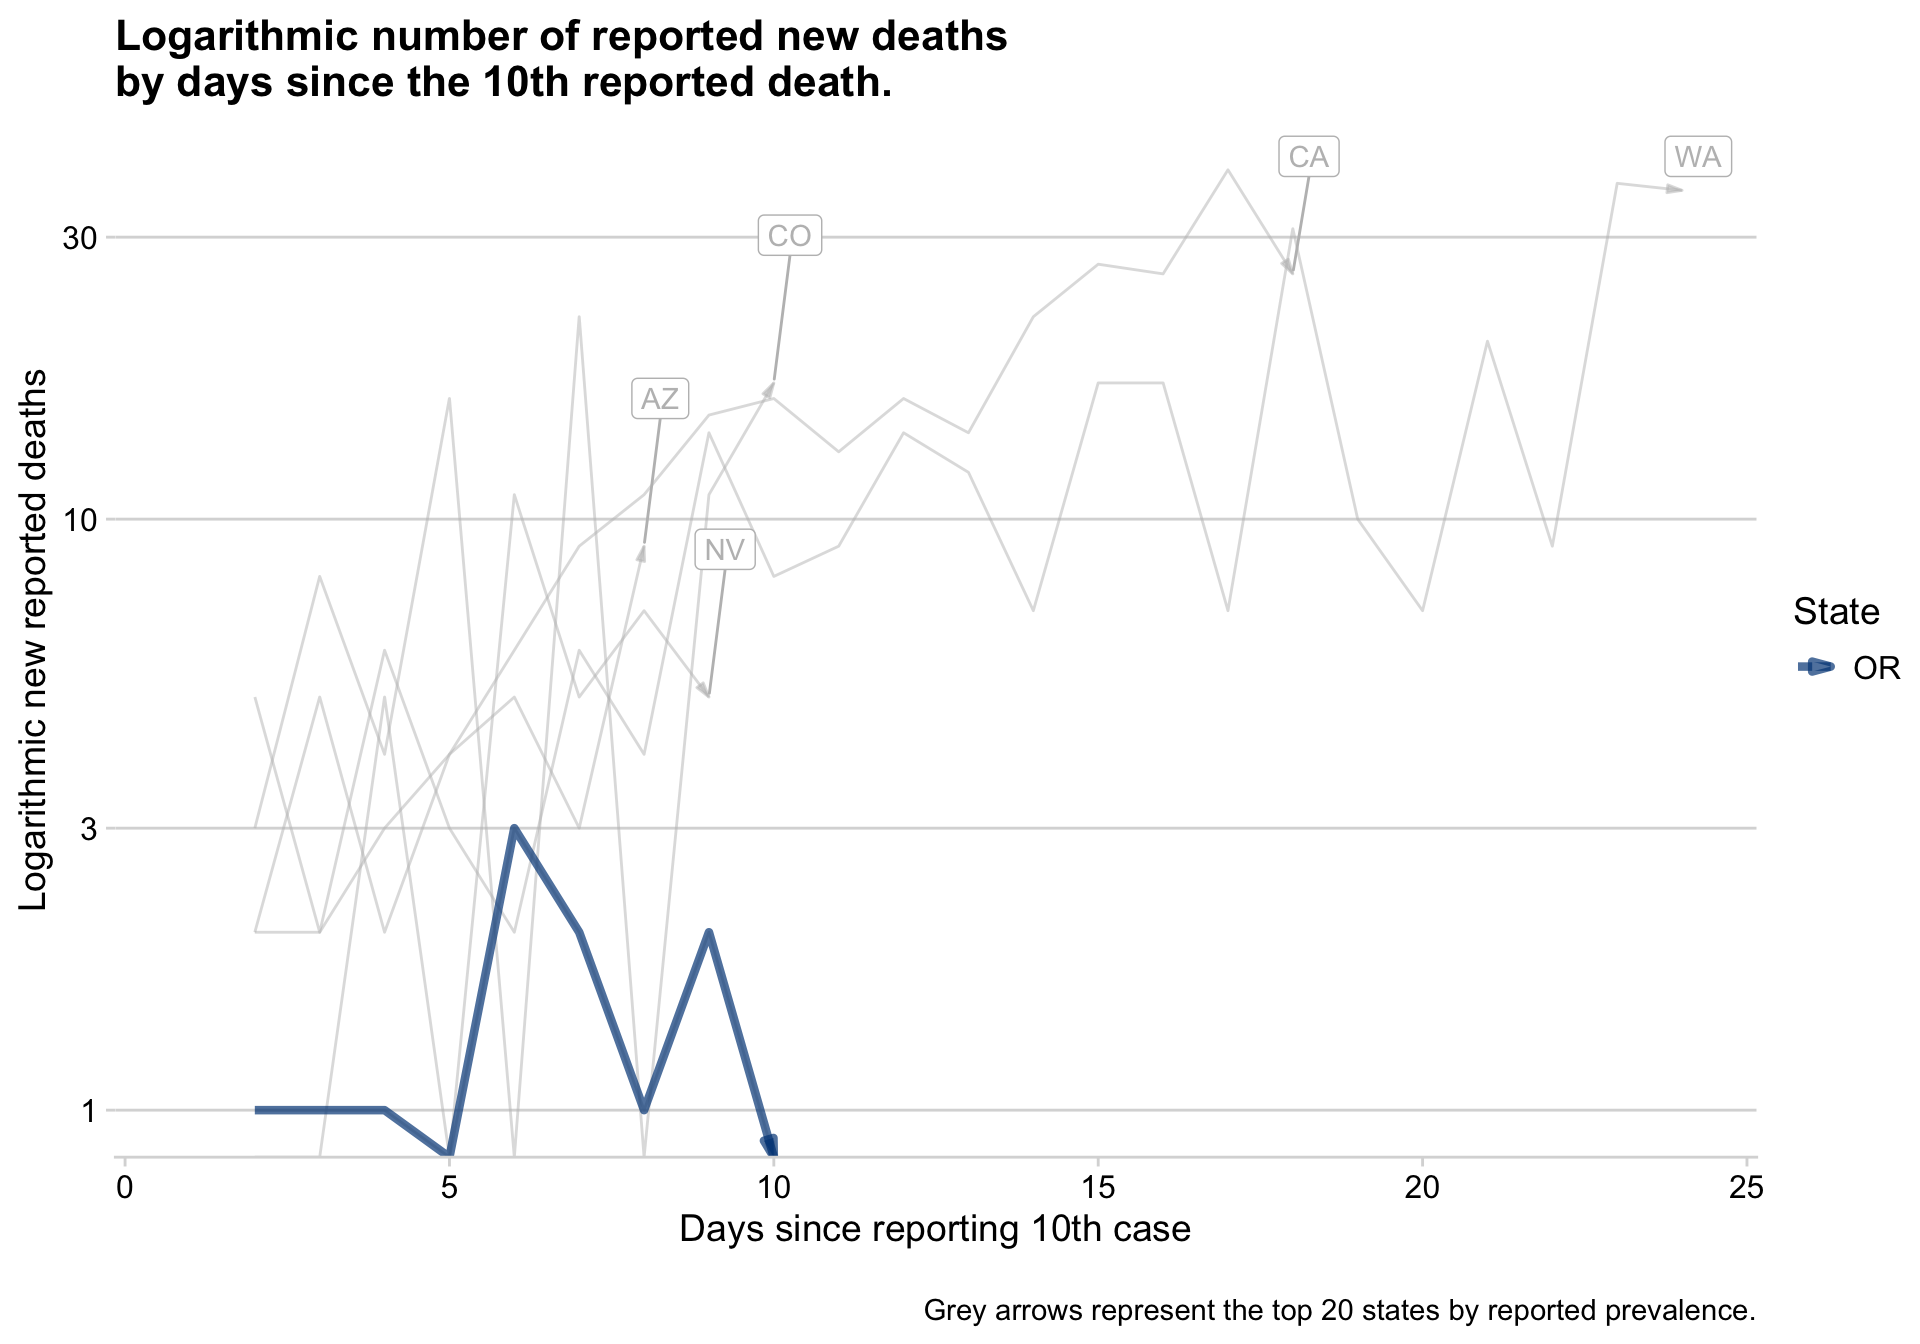 Logarithmic number of reported new deaths
by days since the 10th reported death.
CA
WA
CO
30
AZ
10
NV
3
1
Logarithmic new reported deaths
State
OR
0 5 10 15 20 25
Days since reporting 10th case
Grey arrows represent the top 20 states by reported prevalence.